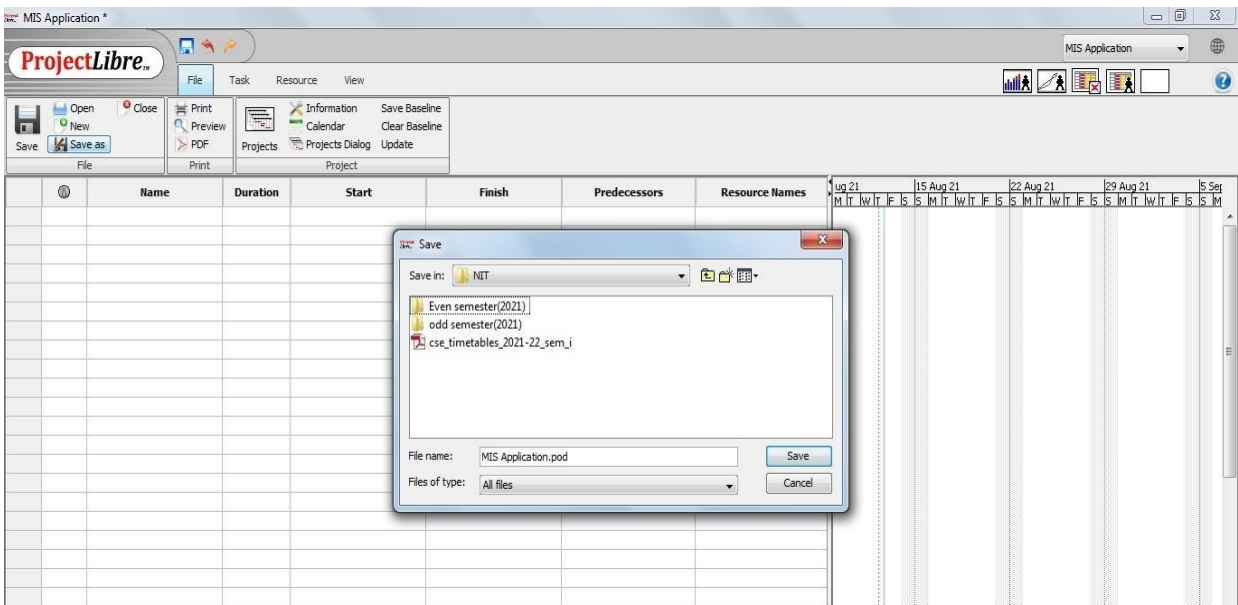 MIS Application *
ProjectLibre™
MIS Application
File Task Resource View
Save
Open
New
Save as
Close
File
Print
Preview
PDF
Print
Projects
Information
Calendar
Projects Dialog
Save Baseline
Clear Baseline
Update
Project
Name Duration Start Finish Predecessors Resource Names
ug 21 15 Aug 21 22 Aug 21 29 Aug 21 5 Sep
M T W T F S S M T W T F S S M T W T F S S M T W T F S S M
Save
Save in: NIT
Even semester(2021)
odd semester(2021)
cse_timetables_2021-22_sem_i
File name: MIS Application.pod Save
Files of type: All files Cancel